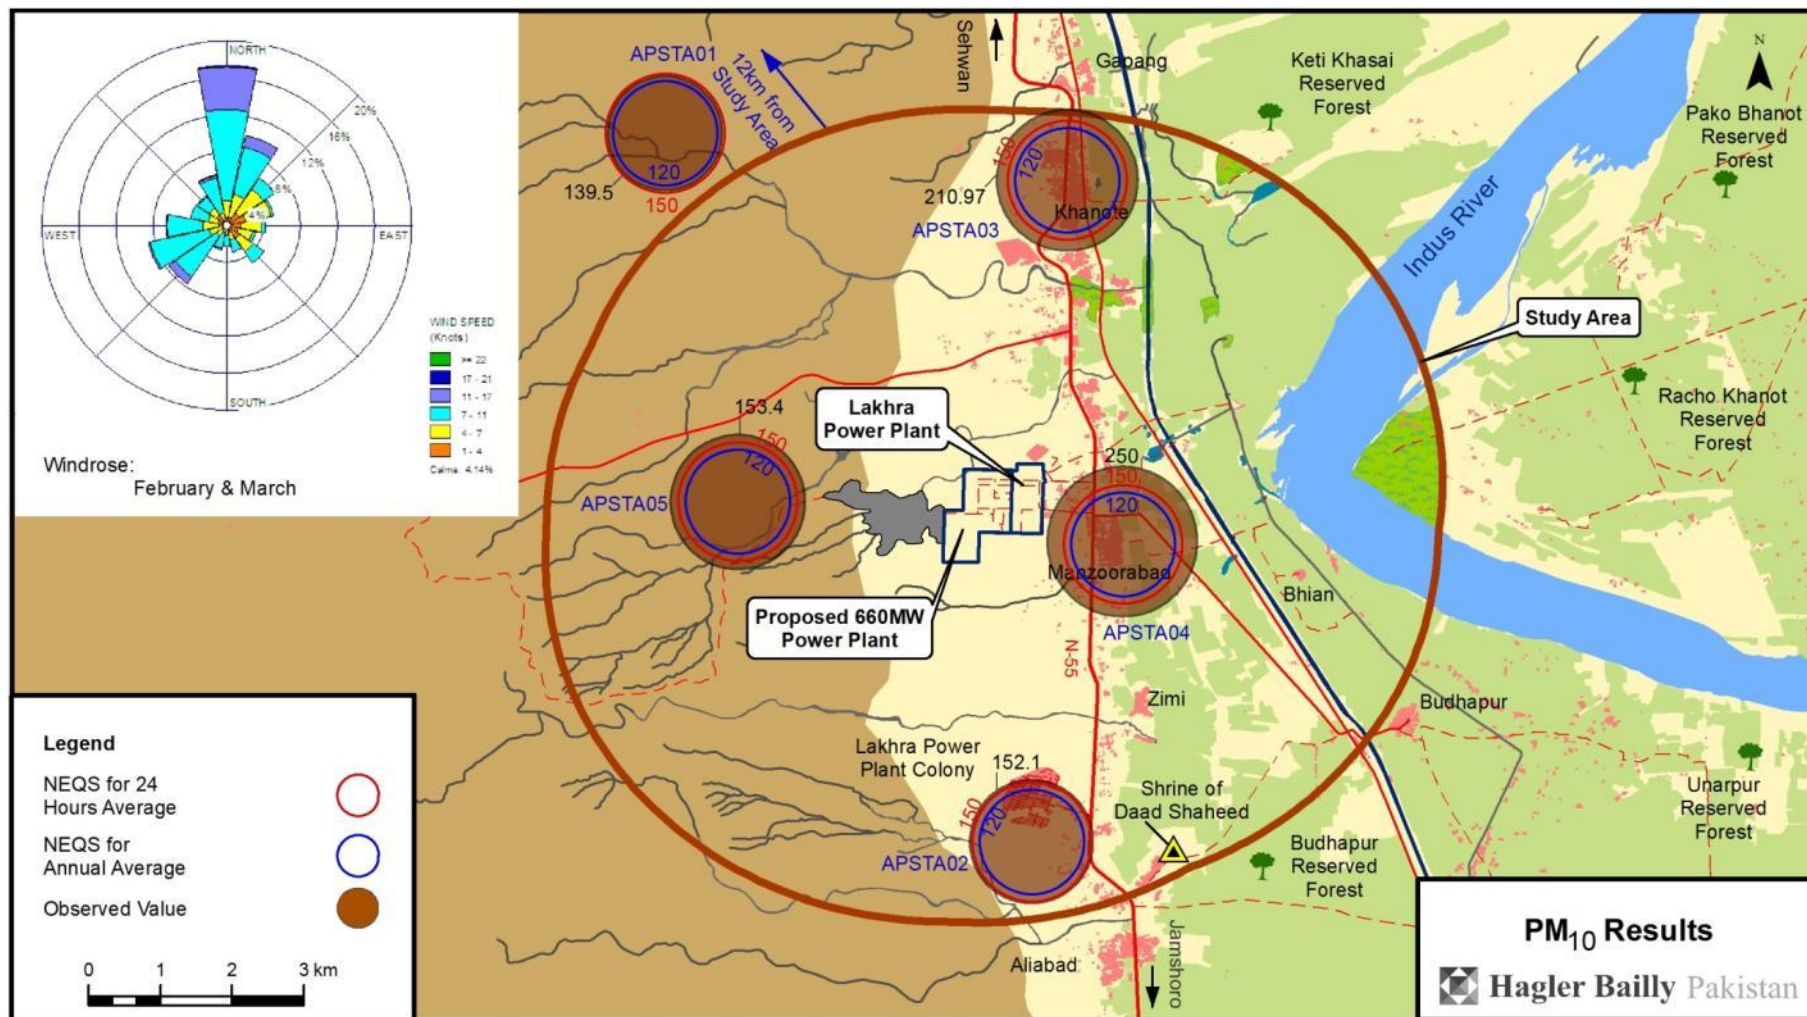 NORTH
20%
16%
12%
8%
4%
WEST
EAST
SOUTH
WIND SPEED
(Knots)
>= 22
17 - 21
11 - 17
7 - 11
4 - 7
1 - 4
Calms: 4.14%
Windrose:
February & March
APSTA01
12km from
Study Area
120
150
139.5
Sehwan
Gabang
Keti Khasai
Reserved
Forest
N
Pako Bhanot
Reserved
Forest
150
120
210.97
Khanote
APSTA03
Indus River
Study Area
Racho Khanot
Reserved
Forest
153.4
150
120
APSTA05
Lakhra
Power Plant
250
150
120
Manzoorabad
APSTA04
Bhian
Proposed 660MW
Power Plant
N-55
Zimi
Budhapur
Lakhra Power
Plant Colony
152.1
150
120
APSTA02
Shrine of
Daad Shaheed
Budhapur
Reserved
Forest
Unarpur
Reserved
Forest
Aliabad
Jamshoro
Legend
NEQS for 24
Hours Average
NEQS for
Annual Average
Observed Value
0 1 2 3 km
PM10 Results
Hagler Bailly Pakistan